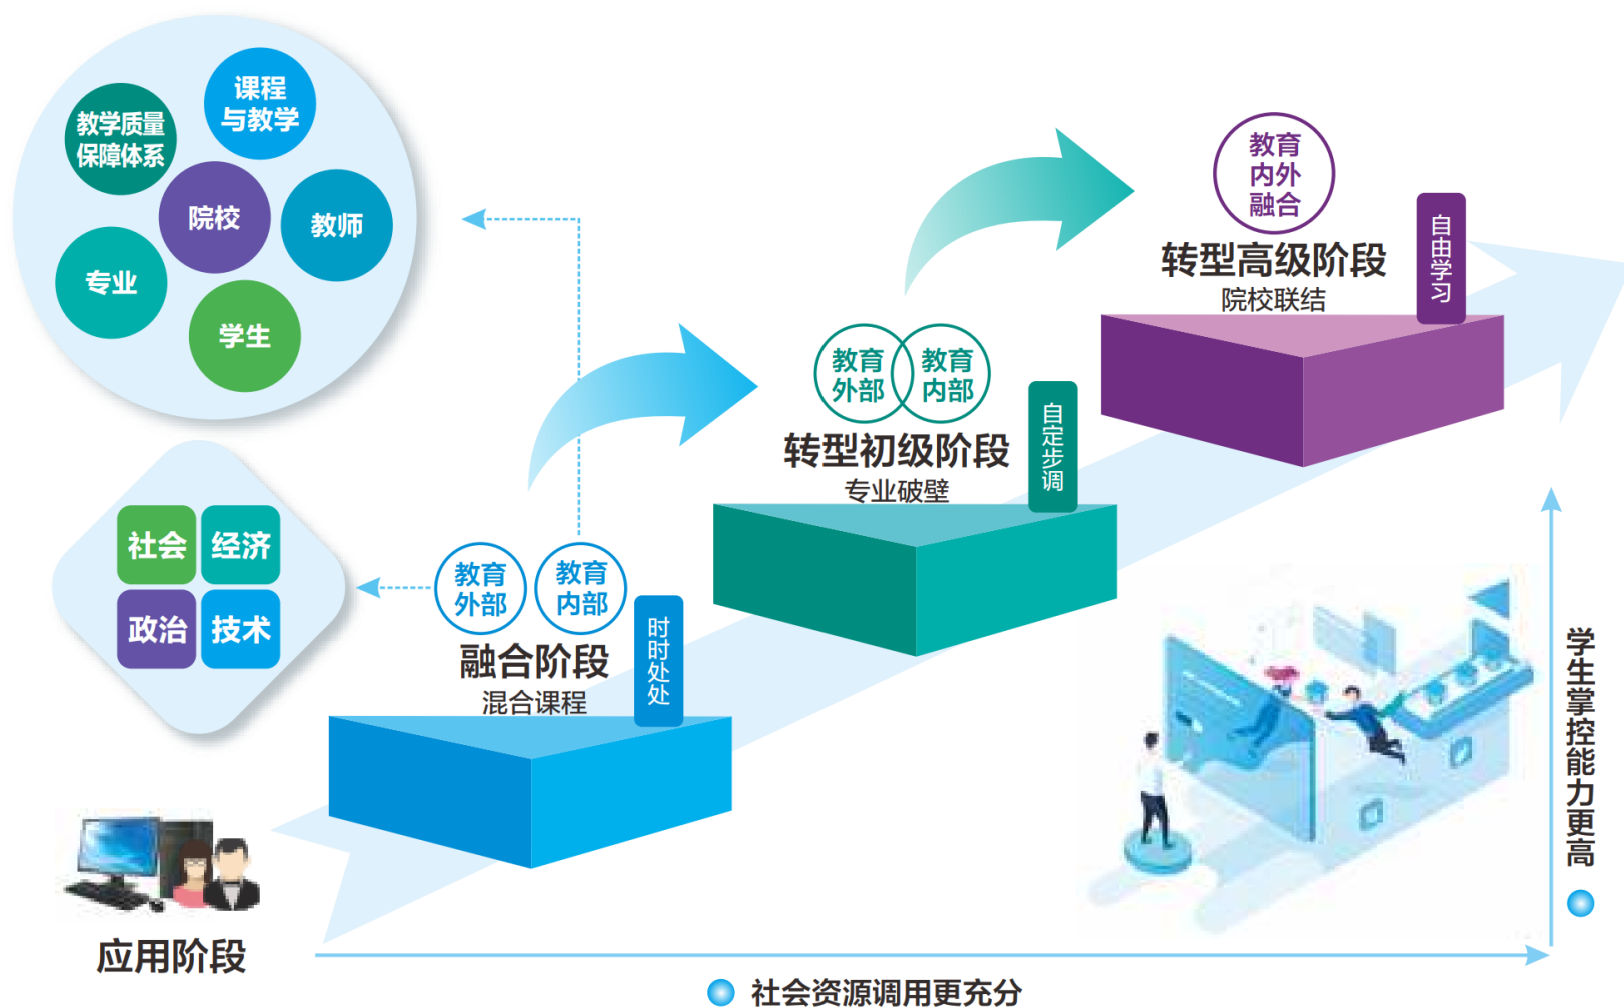 课程
与教学
教学质量
保障体系
院校
教师
专业
学生
社会
经济
政治
技术
教育
外部
教育
内部
融合阶段
混合课程
时时处处
教育
外部
教育
内部
转型初级阶段
专业破壁
自定步调
教育
内外
融合
转型高级阶段
院校联结
自由学习
学生掌控能力更高
应用阶段
社会资源调用更充分